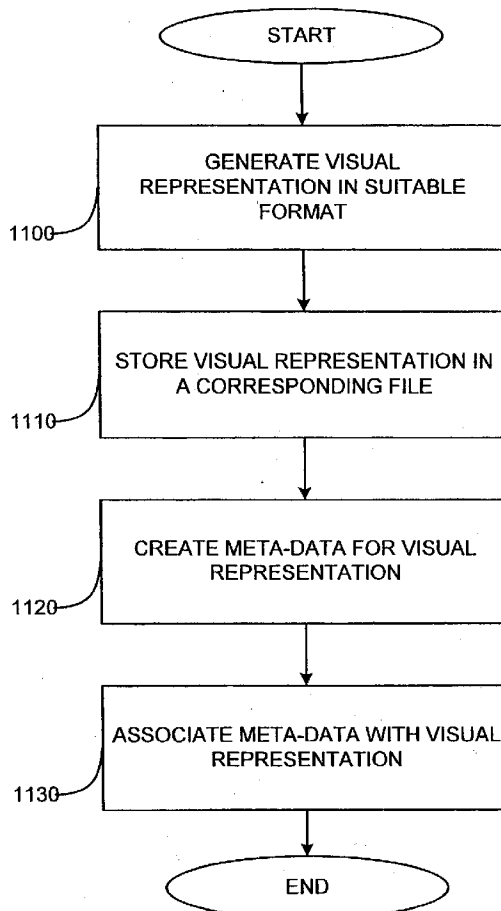 START
GENERATE VISUAL
REPRESENTATION IN SUITABLE
FORMAT
1100
STORE VISUAL REPRESENTATION IN
A CORRESPONDING FILE
1110
CREATE META-DATA FOR VISUAL
REPRESENTATION
1120
ASSOCIATE META-DATA WITH VISUAL
REPRESENTATION
1130
END